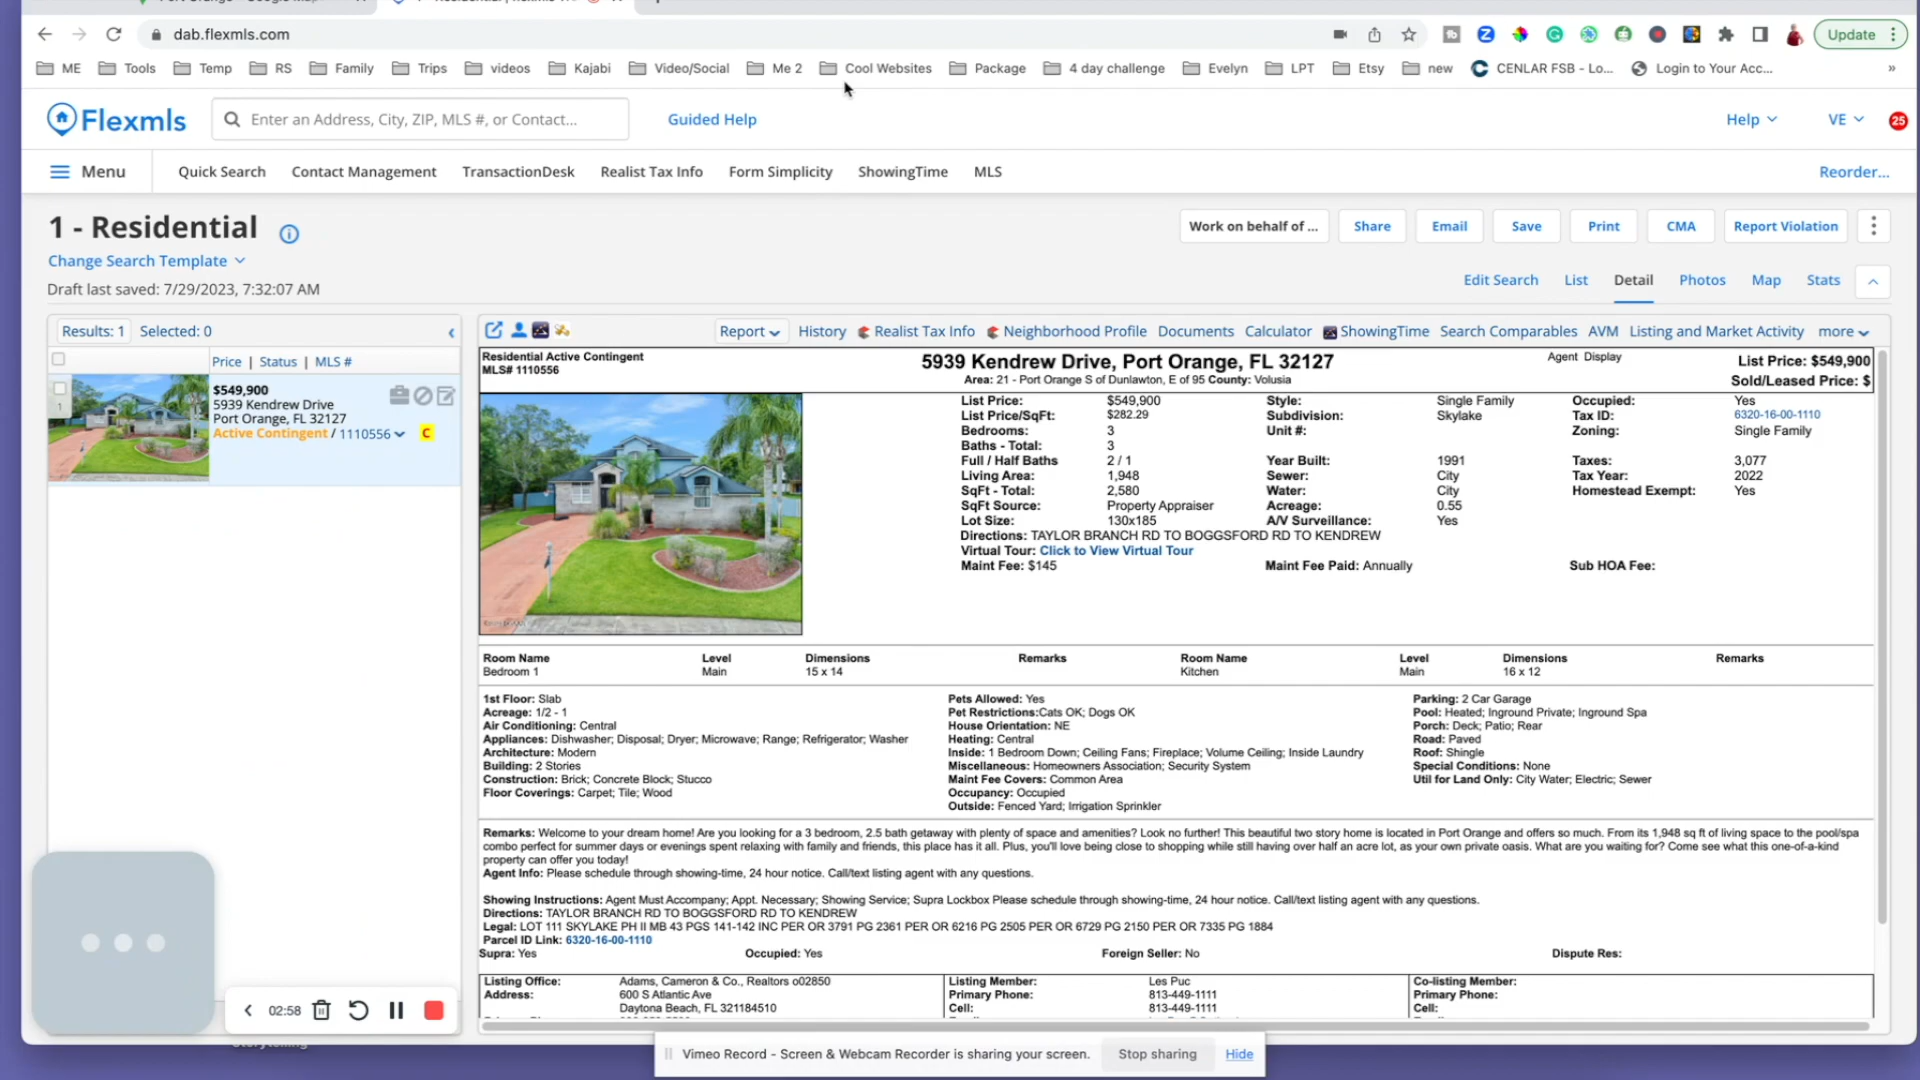 dab.flexmls.com
Update
ME Tools Temp RS Family Trips videos Kajabi Video/Social Me 2 Cool Websites Package 4 day challenge Evelyn LPT Etsy new CENLAR FSB - Lo... Login to Your Acc... »
Flexmls
Enter an Address, City, ZIP, MLS #, or Contact...
Guided Help
Help
VE
25
Menu Quick Search Contact Management TransactionDesk Realist Tax Info Form Simplicity ShowingTime MLS Reorder...
1 - Residential
Work on behalf of ... Share Email Save Print CMA Report Violation
Change Search Template
Draft last saved: 7/29/2023, 7:32:07 AM
Edit Search List Detail Photos Map Stats
Results: 1 Selected: 0
Report History Realist Tax Info Neighborhood Profile Documents Calculator ShowingTime Search Comparables AVM Listing and Market Activity more
Price | Status | MLS #
1
$549,900
5939 Kendrew Drive
Port Orange, FL 32127
Active Contingent / 1110556 C
Residential Active Contingent
MLS# 1110556
5939 Kendrew Drive, Port Orange, FL 32127
Area: 21 - Port Orange S of Dunlawton, E of 95 County: Volusia
Agent Display
List Price: $549,900
Sold/Leased Price: $
List Price: $549,900 Style: Single Family Occupied: Yes
List Price/SqFt: $282.29 Subdivision: Skylake Tax ID: 6320-16-00-1110
Bedrooms: 3 Unit #: Zoning: Single Family
Baths - Total: 3
Full / Half Baths 2 / 1 Year Built: 1991 Taxes: 3,077
Living Area: 1,948 Sewer: City Tax Year: 2022
SqFt - Total: 2,580 Water: City Homestead Exempt: Yes
SqFt Source: Property Appraiser Acreage: 0.55
Lot Size: 130x185 A/V Surveillance: Yes
Directions: TAYLOR BRANCH RD TO BOGGSFORD RD TO KENDREW
Virtual Tour: Click to View Virtual Tour
Maint Fee: $145 Maint Fee Paid: Annually Sub HOA Fee:
Room Name Level Dimensions Remarks Room Name Level Dimensions Remarks
Bedroom 1 Main 15 x 14 Kitchen Main 16 x 12
1st Floor: Slab
Acreage: 1/2 - 1
Air Conditioning: Central
Appliances: Dishwasher; Disposal; Dryer; Microwave; Range; Refrigerator; Washer
Architecture: Modern
Building: 2 Stories
Construction: Brick; Concrete Block; Stucco
Floor Coverings: Carpet; Tile; Wood
Pets Allowed: Yes
Pet Restrictions:Cats OK; Dogs OK
House Orientation: NE
Heating: Central
Inside: 1 Bedroom Down; Ceiling Fans; Fireplace; Volume Ceiling; Inside Laundry
Miscellaneous: Homeowners Association; Security System
Maint Fee Covers: Common Area
Occupancy: Occupied
Outside: Fenced Yard; Irrigation Sprinkler
Parking: 2 Car Garage
Pool: Heated; Inground Private; Inground Spa
Porch: Deck; Patio; Rear
Road: Paved
Roof: Shingle
Special Conditions: None
Util for Land Only: City Water; Electric; Sewer
Remarks: Welcome to your dream home! Are you looking for a 3 bedroom, 2.5 bath getaway with plenty of space and amenities? Look no further! This beautiful two story home is located in Port Orange and offers so much. From its 1,948 sq ft of living space to the pool/spa
combo perfect for summer days or evenings spent relaxing with family and friends, this place has it all. Plus, you'll love being close to shopping while still having over half an acre lot, as your own private oasis. What are you waiting for? Come see what this one-of-a-kind
property can offer you today!
Agent Info: Please schedule through showing-time, 24 hour notice. Call/text listing agent with any questions.
Showing Instructions: Agent Must Accompany; Appt. Necessary; Showing Service; Supra Lockbox Please schedule through showing-time, 24 hour notice. Call/text listing agent with any questions.
Directions: TAYLOR BRANCH RD TO BOGGSFORD RD TO KENDREW
Legal: LOT 111 SKYLAKE PH II MB 43 PGS 141-142 INC PER OR 3791 PG 2361 PER OR 6216 PG 2505 PER OR 6729 PG 2150 PER OR 7335 PG 1884
Parcel ID Link: 6320-16-00-1110
Supra: Yes Occupied: Yes Foreign Seller: No Dispute Res:
Listing Office: Adams, Cameron & Co., Realtors o02850 Listing Member: Les Puc Co-listing Member:
Address: 600 S Atlantic Ave Primary Phone: 813-449-1111 Primary Phone:
Daytona Beach, FL 321184510 Cell: 813-449-1111 Cell:
02:58
Vimeo Record - Screen & Webcam Recorder is sharing your screen. Stop sharing Hide